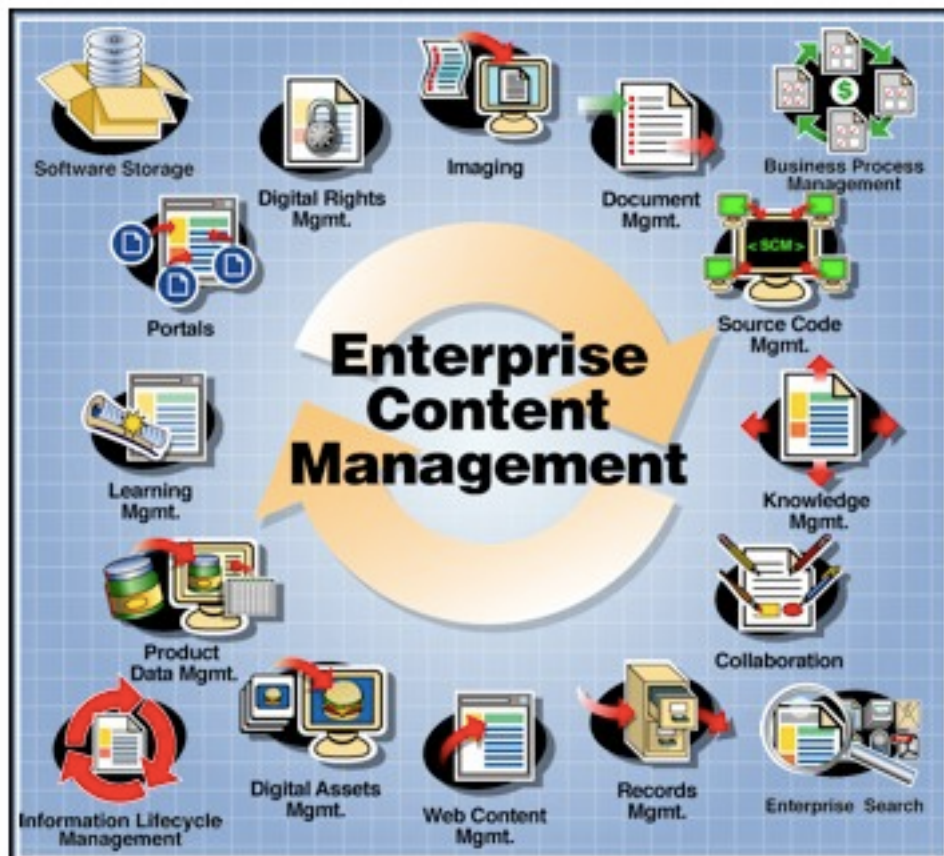 Software Storage
Digital Rights
Mgmt.
Imaging
Document
Mgmt.
$
Business Process
Management
Portals
< SCM >
Source Code
Mgmt.
Enterprise
Content
Management
Learning
Mgmt.
Knowledge
Mgmt.
Product
Data Mgmt.
Collaboration
Information Lifecycle
Management
Digital Assets
Mgmt.
Web Content
Mgmt.
Records
Mgmt.
Enterprise Search